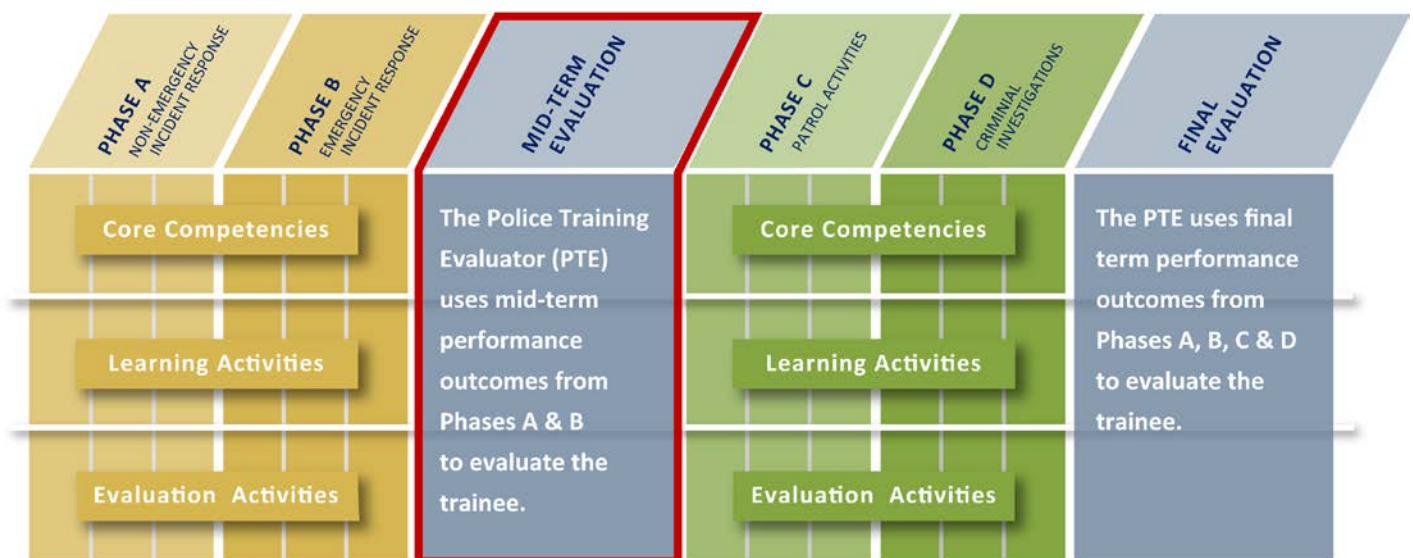 PHASE A
NON-EMERGENCY
INCIDENT RESPONSE
PHASE B
EMERGENCY
INCIDENT RESPONSE
MID-TERM
EVALUATION
PHASE C
PATROL ACTIVITIES
PHASE D
CRIMINIAL
INVESTIGATIONS
FINAL
EVALUATION
Core Competencies
Learning Activities
Evaluation Activities
The Police Training
Evaluator (PTE)
uses mid-term
performance
outcomes from
Phases A & B
to evaluate the
trainee.
Core Competencies
Learning Activities
Evaluation Activities
The PTE uses final
term performance
outcomes from
Phases A, B, C & D
to evaluate the
trainee.